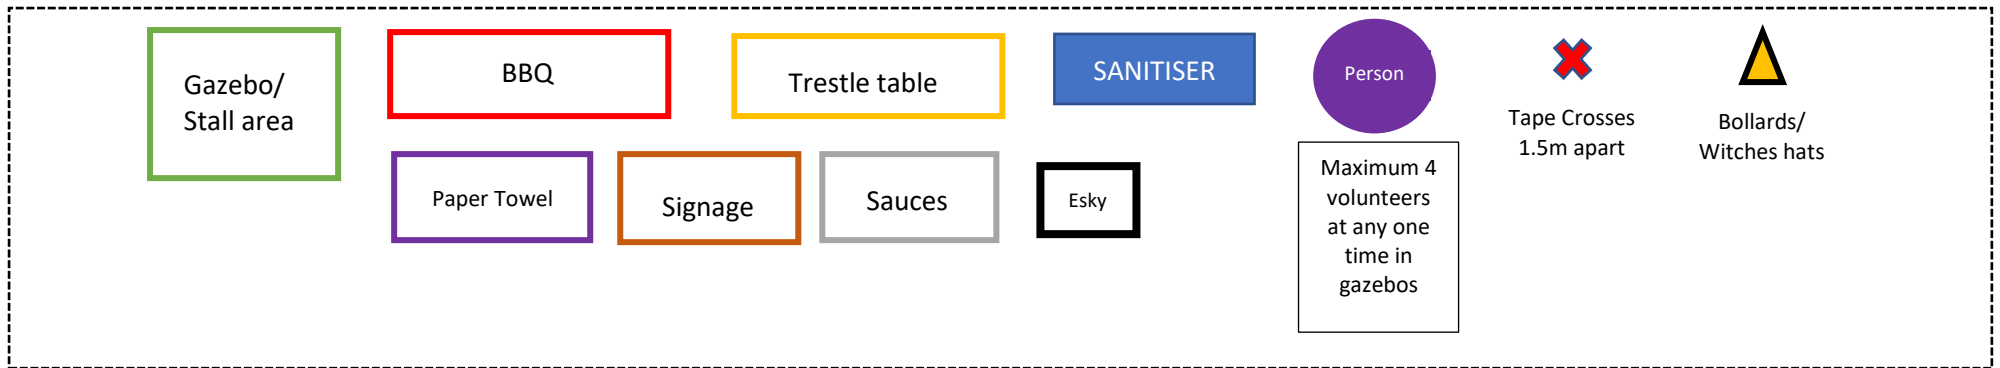 Gazebo/
Stall area
BBQ
Trestle table
SANITISER
Person
Tape Crosses
1.5m apart
Bollards/
Witches hats
Paper Towel
Signage
Sauces
Esky
Maximum 4
volunteers
at any one
time in
gazebos